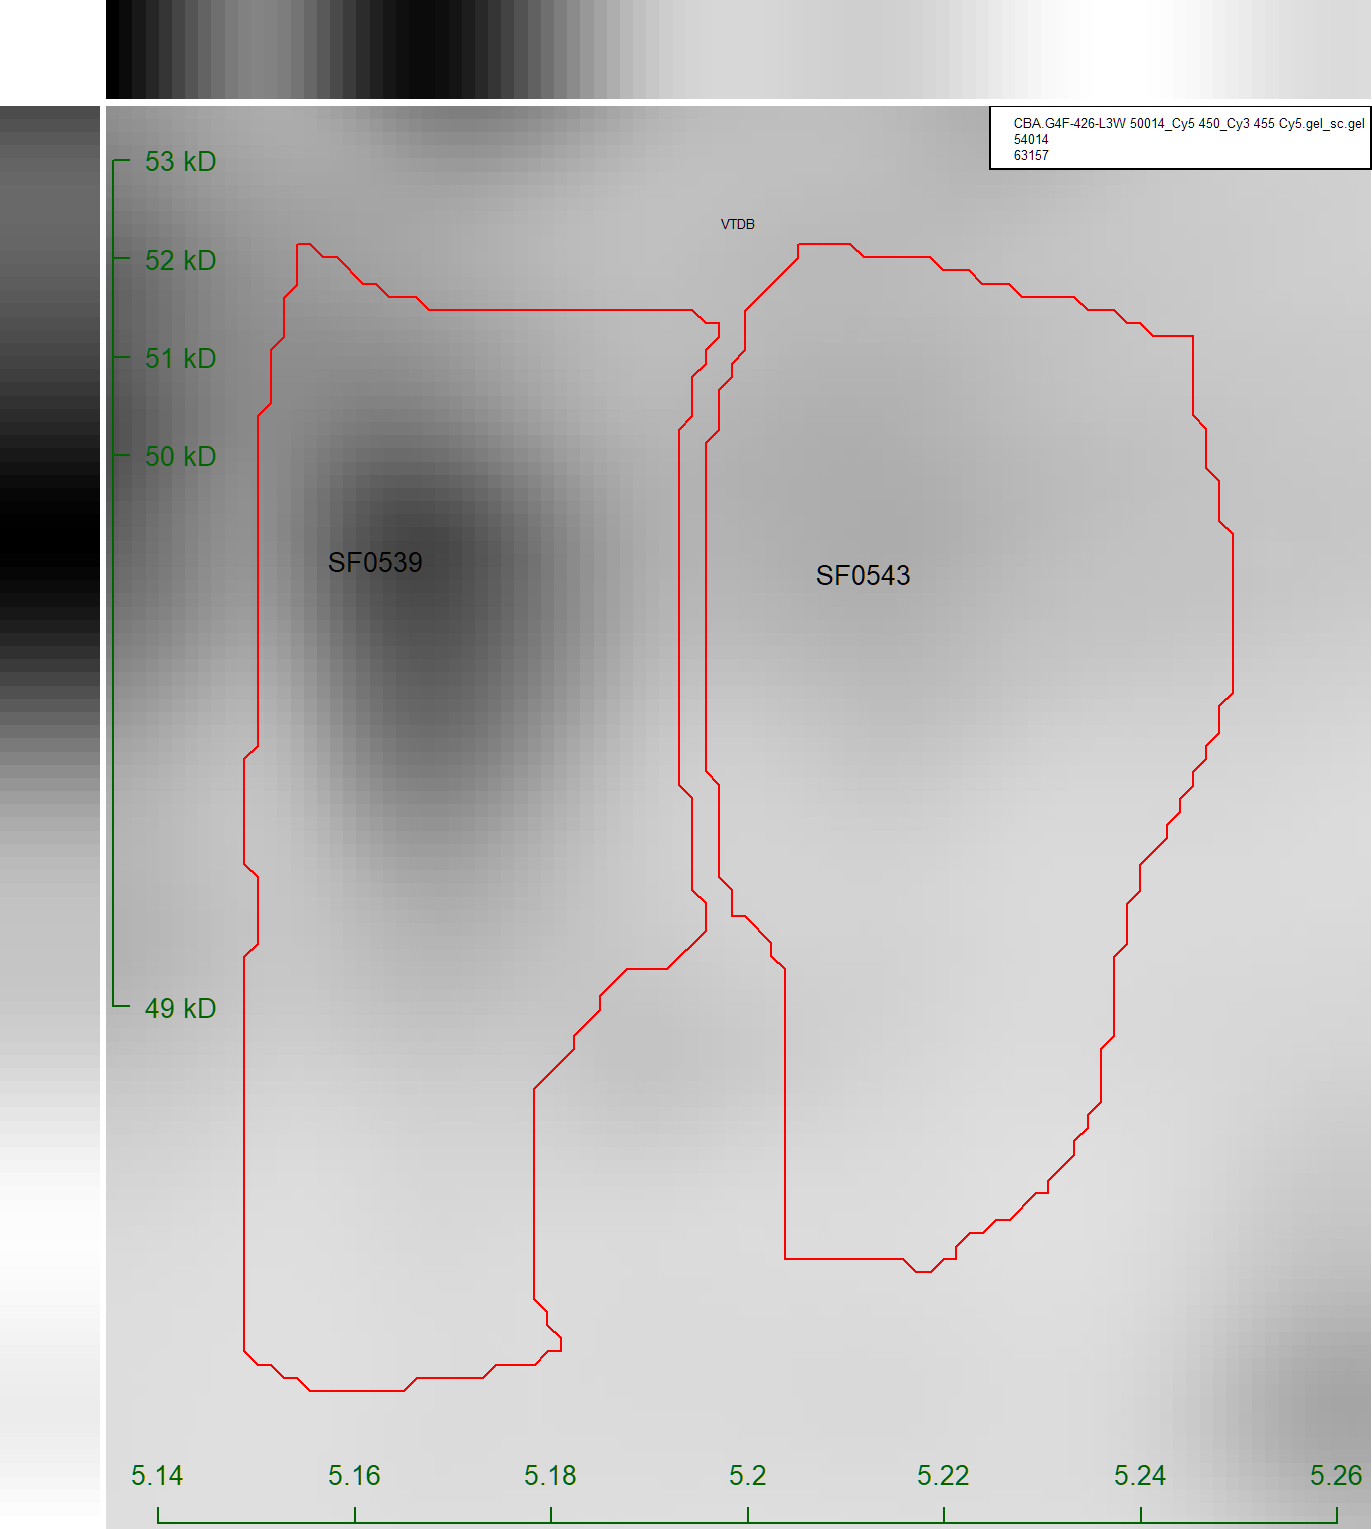 CBA.G4F-426-L3W 50014_Cy5 450_Cy3 455 Cy5.gel_sc.gel
54014
63157
53 kD
VTDB
52 kD
51 kD
50 kD
SF0539
SF0543
49 kD
5.14 5.16 5.18 5.2 5.22 5.24 5.26